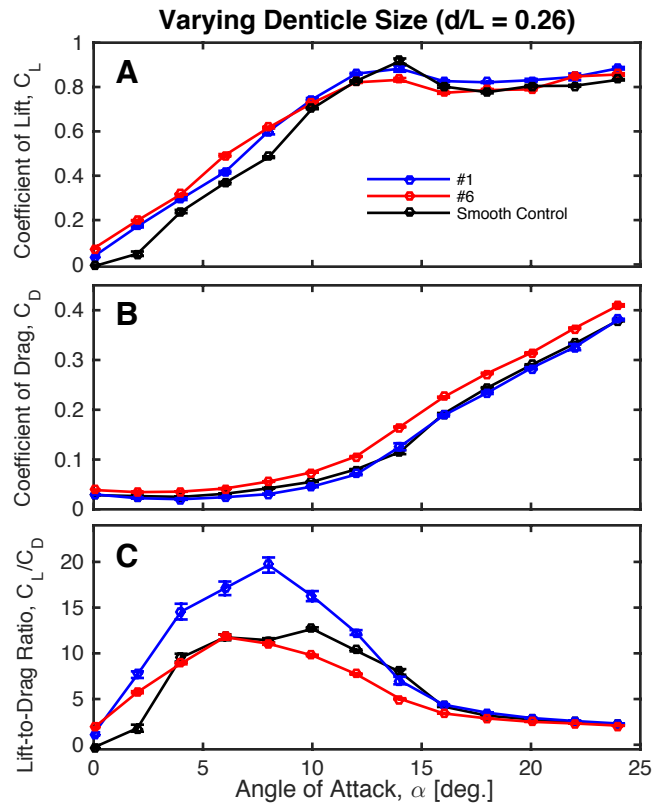 Varying Denticle Size (d/L = 0.26)
A
Coefficient of Lift, C_L
1
0.8
0.6
0.4
0.2
0
#1
#6
Smooth Control
B
Coefficient of Drag, C_D
0.4
0.3
0.2
0.1
0
C
Lift-to-Drag Ratio, C_L/C_D
20
15
10
5
0
0 5 10 15 20 25
Angle of Attack, α [deg.]